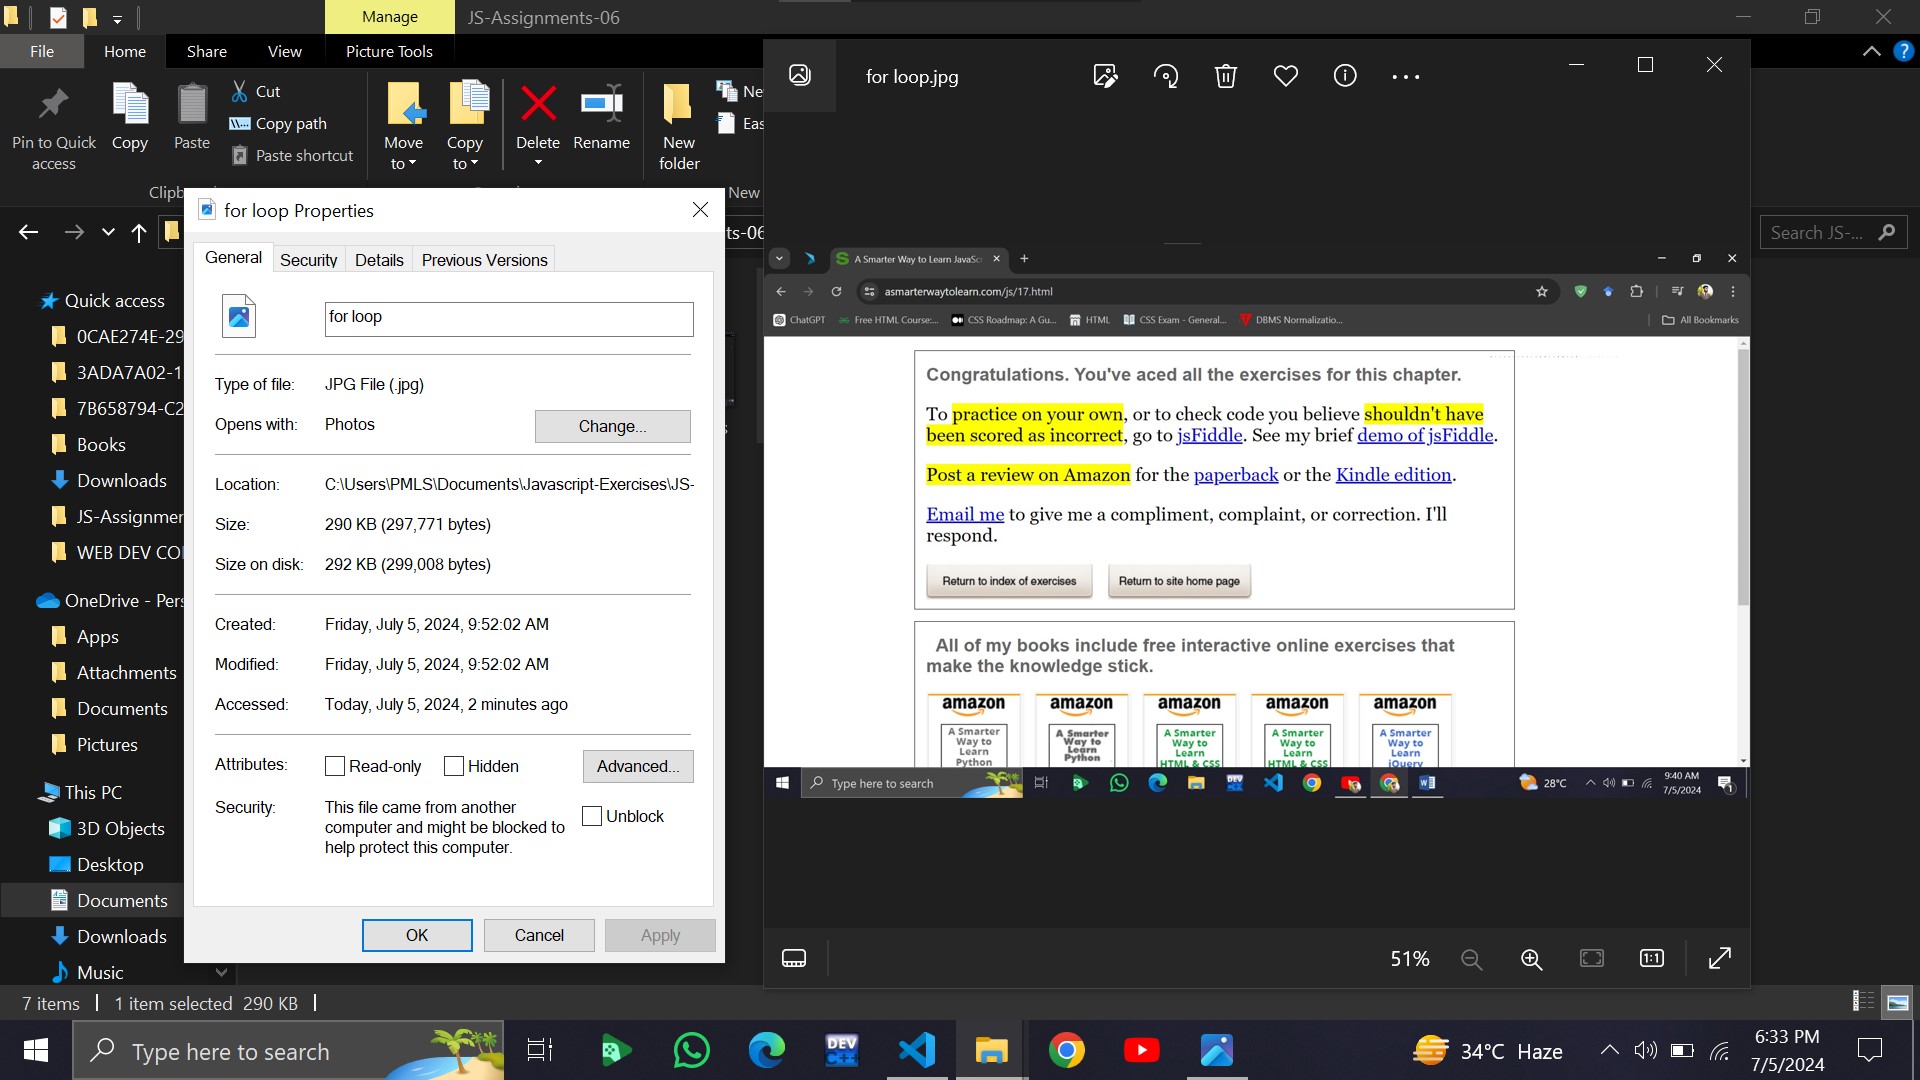 Manage
JS-Assignments-06
File
Home
Share
View
Picture Tools
Pin to Quick
access
Copy
Paste
Cut
Copy path
Paste shortcut
Move
to
Copy
to
Delete
Rename
New
folder
New
Search JS-...
Quick access
0CAE274E-29
3ADA7A02-1
7B658794-C2
Books
Downloads
JS-Assignmer
WEB DEV CO
OneDrive - Pers
Apps
Attachments
Documents
Pictures
This PC
3D Objects
Desktop
Documents
Downloads
Music
7 items
1 item selected 290 KB
for loop Properties
General
Security
Details
Previous Versions
for loop
Type of file: JPG File (.jpg)
Opens with: Photos
Change...
Location: C:\Users\PMLS\Documents\Javascript-Exercises\JS-
Size: 290 KB (297,771 bytes)
Size on disk: 292 KB (299,008 bytes)
Created: Friday, July 5, 2024, 9:52:02 AM
Modified: Friday, July 5, 2024, 9:52:02 AM
Accessed: Today, July 5, 2024, 2 minutes ago
Attributes: Read-only Hidden
Advanced...
Security: This file came from another
computer and might be blocked to
help protect this computer.
Unblock
OK
Cancel
Apply
for loop.jpg
A Smarter Way to Learn JavaScr
asmarterwaytolearn.com/js/17.html
ChatGPT
Free HTML Course:...
CSS Roadmap: A Gu...
HTML
CSS Exam - General...
DBMS Normalizatio...
All Bookmarks
Congratulations. You've aced all the exercises for this chapter.
To practice on your own, or to check code you believe shouldn't have
been scored as incorrect, go to jsFiddle. See my brief demo of jsFiddle.
Post a review on Amazon for the paperback or the Kindle edition.
Email me to give me a compliment, complaint, or correction. I'll
respond.
Return to index of exercises
Return to site home page
All of my books include free interactive online exercises that
make the knowledge stick.
amazon amazon amazon amazon amazon
A Smarter
Way to
Learn
Python
A Smarter
Way to
Learn
Python
A Smarter
Way to
Learn
HTML & CSS
A Smarter
Way to
Learn
HTML & CSS
A Smarter
Way to
Learn
jQuery
Type here to search
DEV
28°C
9:40 AM
7/5/2024
1
51%
1:1
Type here to search
DEV
C++
34°C Haze
6:33 PM
7/5/2024